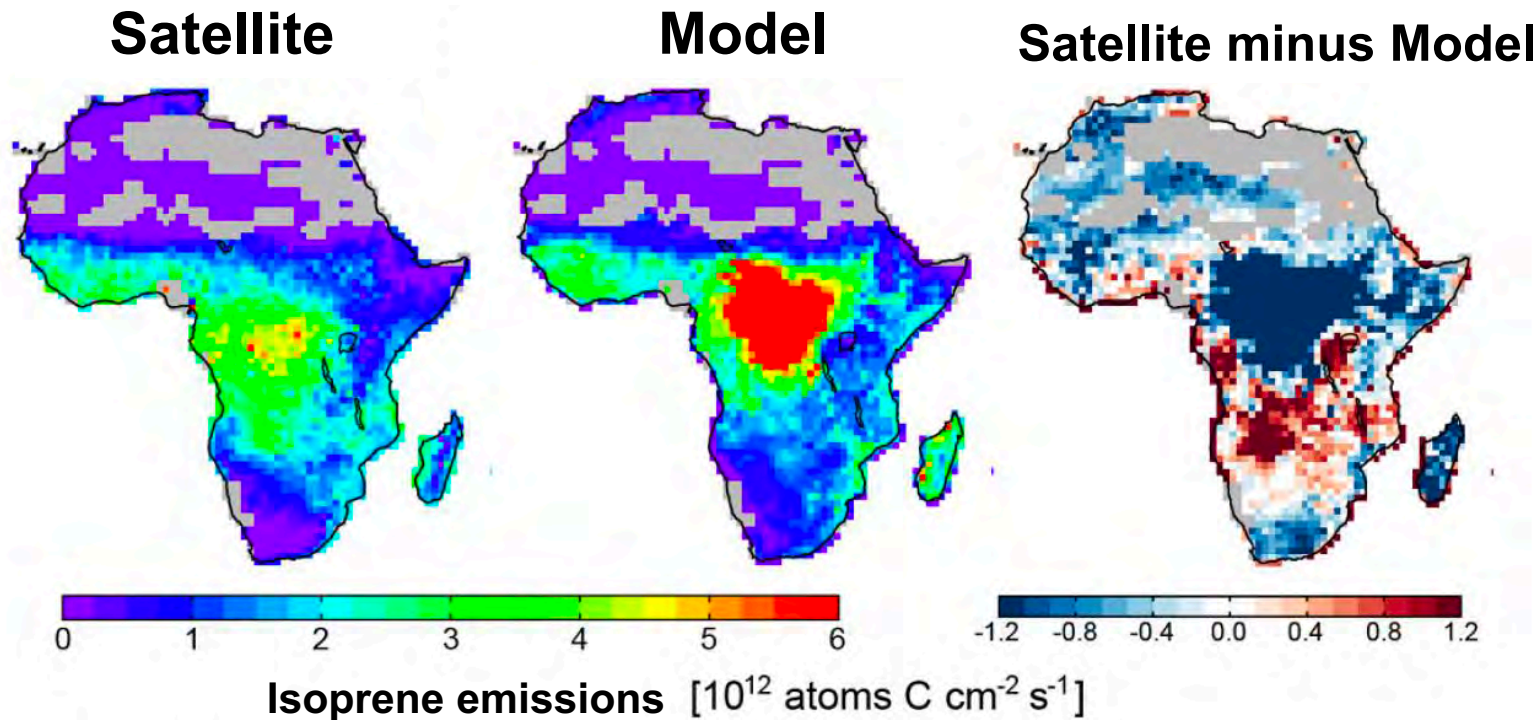 Satellite Model Satellite minus Model
0 1 2 3 4 5 6
-1.2 -0.8 -0.4 0.0 0.4 0.8 1.2
Isoprene emissions [10¹² atoms C cm⁻² s⁻¹]